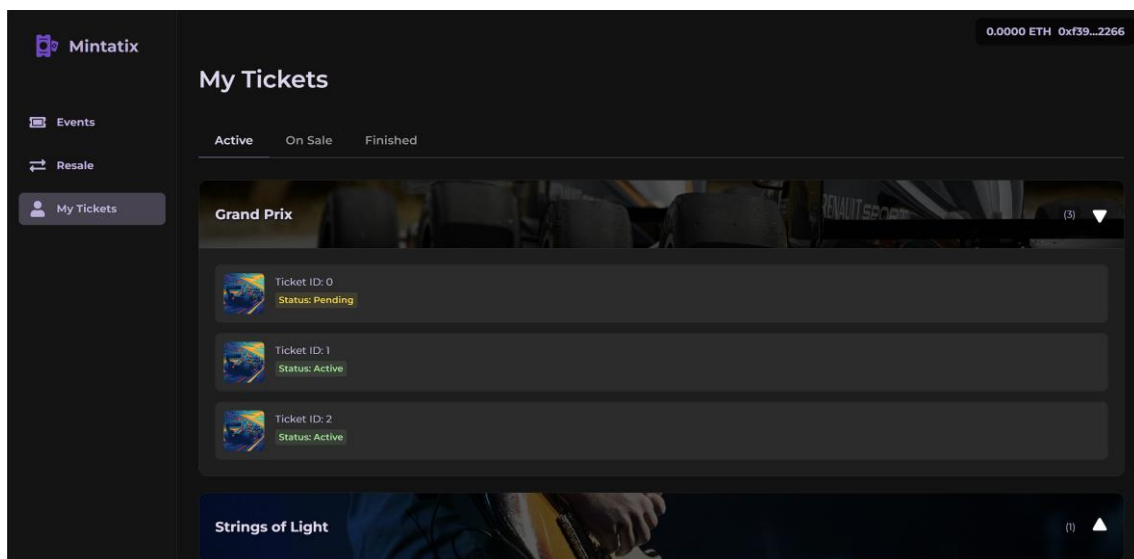 Mintatix
0.0000 ETH 0xf39...2266
My Tickets
Events
Resale
My Tickets
Active On Sale Finished
Grand Prix
RENAULT SPORT
(3)
Ticket ID: 0
Status: Pending
Ticket ID: 1
Status: Active
Ticket ID: 2
Status: Active
Strings of Light
(1)